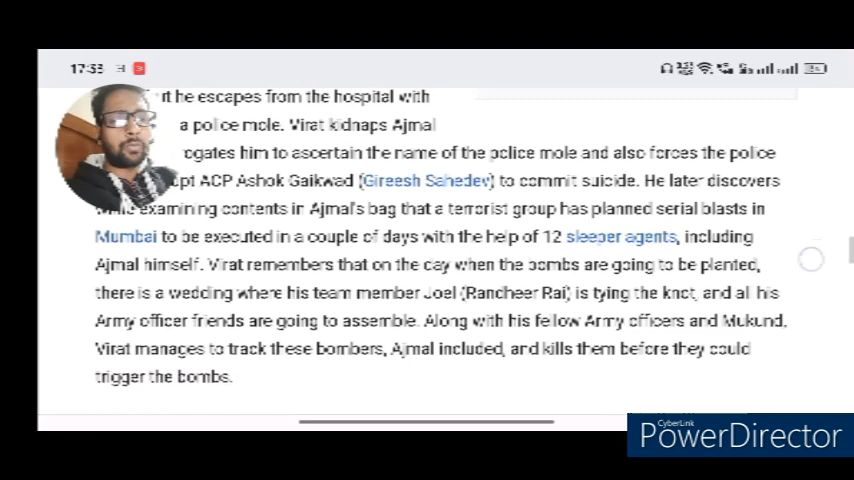 17:53
it he escapes from the hospital with
a police mole. Virat kidnaps Ajmal
rogates him to ascertain the name of the police mole and also forces the police
pt ACP Ashok Gaikwad (Gireesh Sahedev) to commit suicide. He later discovers
while examining contents in Ajmal's bag that a terrorist group has planned serial blasts in
Mumbai to be executed in a couple of days with the help of 12 sleeper agents, including
Ajmal himself. Virat remembers that on the day when the bombs are going to be planted,
there is a wedding where his team member Joel (Randheer Rai) is tying the knot, and all his
Army officer friends are going to assemble. Along with his fellow Army officers and Mukund,
Virat manages to track these bombers, Ajmal included, and kills them before they could
trigger the bombs.
CyberLink
PowerDirector